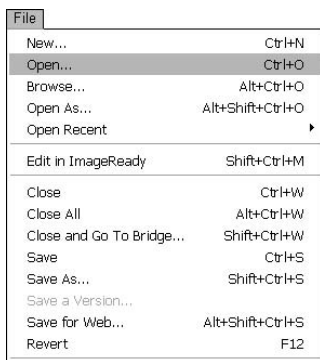 File
New... Ctrl+N
Open... Ctrl+O
Browse... Alt+Ctrl+O
Open As... Alt+Shift+Ctrl+O
Open Recent
Edit in ImageReady Shift+Ctrl+M
Close Ctrl+W
Close All Alt+Ctrl+W
Close and Go To Bridge... Shift+Ctrl+W
Save Ctrl+S
Save As... Shift+Ctrl+S
Save a Version...
Save for Web... Alt+Shift+Ctrl+S
Revert F12